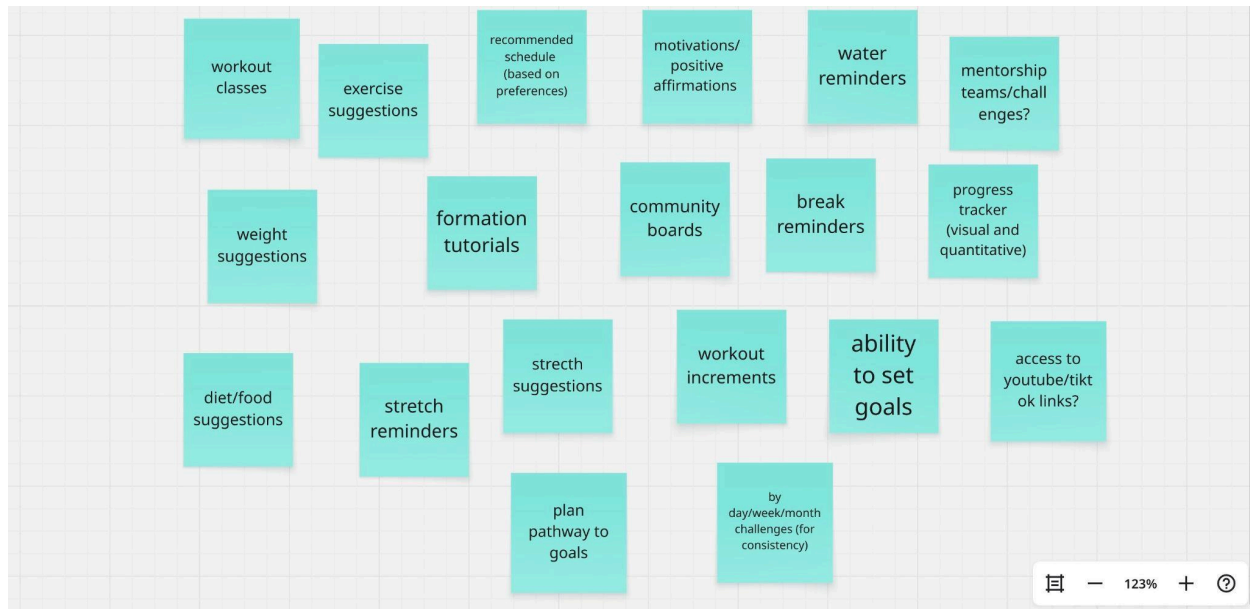 workout
classes
exercise
suggestions
recommended
schedule
(based on
preferences)
motivations/
positive
affirmations
water
reminders
mentorship
teams/chall
enges?
weight
suggestions
formation
tutorials
community
boards
break
reminders
progress
tracker
(visual and
quantitative)
diet/food
suggestions
stretch
reminders
strecth
suggestions
workout
increments
ability
to set
goals
access to
youtube/tikt
ok links?
plan
pathway to
goals
by
day/week/month
challenges (for
consistency)
123%